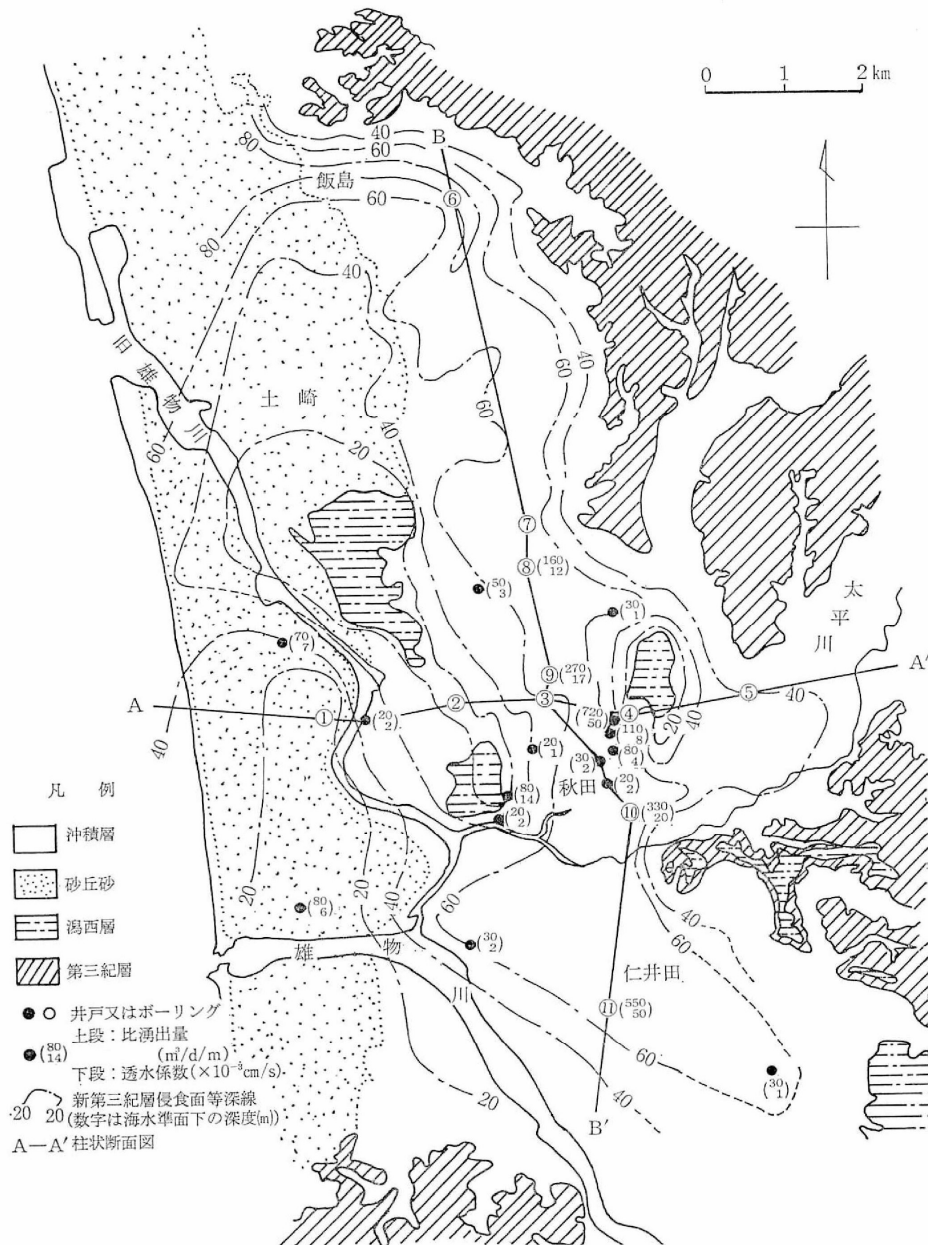 0 1 2 km
B
40
60
80
飯島
⑥
60
80
40
旧雄物川
土崎
60
40
60
60
40
20
⑦
⑧(160 12)
(50 3)
(30 1)
太平川
(70 7)
⑨(270 17)
A'
A
①
(20 2)
②
③
(720 50)
④
⑤
40
20
40
(110 8)
(20 1)
(30 2)
(80 4)
秋田
(20 2)
(80 14)
(20 2)
⑩(330 20)
40
凡例
沖積層
砂丘砂
潟西層
第三紀層
井戸又はボーリング
上段:比湧出量
(80 14) (m³/d/m)
下段:透水係数(×10⁻³cm/s)
20 20 新第三紀層侵食面等深線
(数字は海水準面下の深度(m))
A—A′柱状断面図
20
20
40
60
40
60
(80 6)
雄物川
(30 2)
仁井田
⑪(550 50)
60
40
20
(30 1)
B'